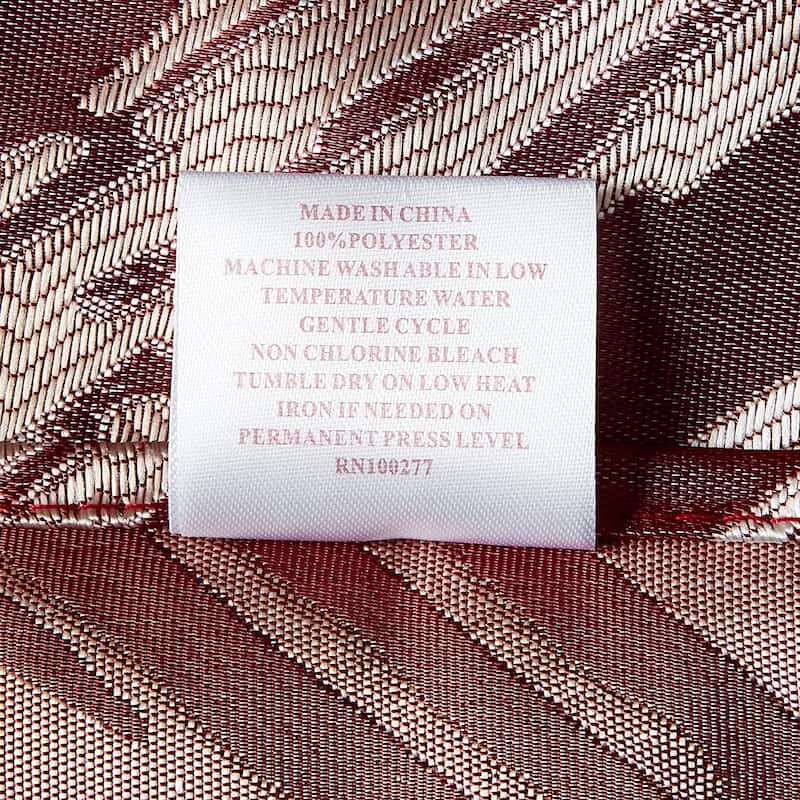 MADE IN CHINA
100%POLYESTER
MACHINE WASHABLE IN LOW
TEMPERATURE WATER
GENTLE CYCLE
NON CHLORINE BLEACH
TUMBLE DRY ON LOW HEAT
IRON IF NEEDED ON
PERMANENT PRESS LEVEL
RN100277